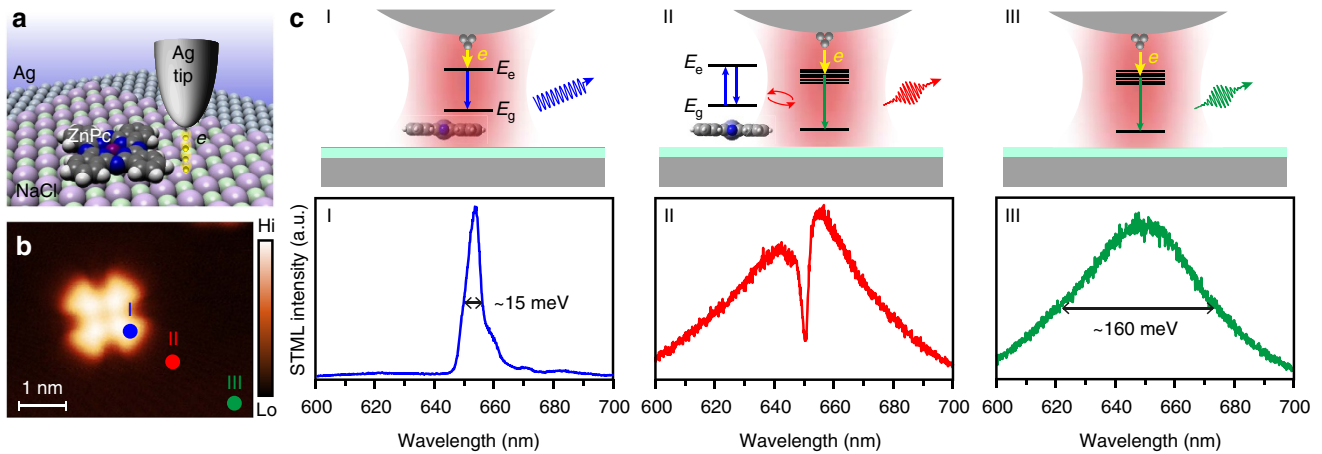 a
Ag
Ag
tip
ZnPc
e
NaCl
b
Hi
Lo
I
II
III
1 nm
c
I
e
Ee
Eg
II
e
Ee
Eg
III
e
STML intensity (a.u.)
I
~15 meV
600 620 640 660 680 700
Wavelength (nm)
II
600 620 640 660 680 700
Wavelength (nm)
III
~160 meV
600 620 640 660 680 700
Wavelength (nm)